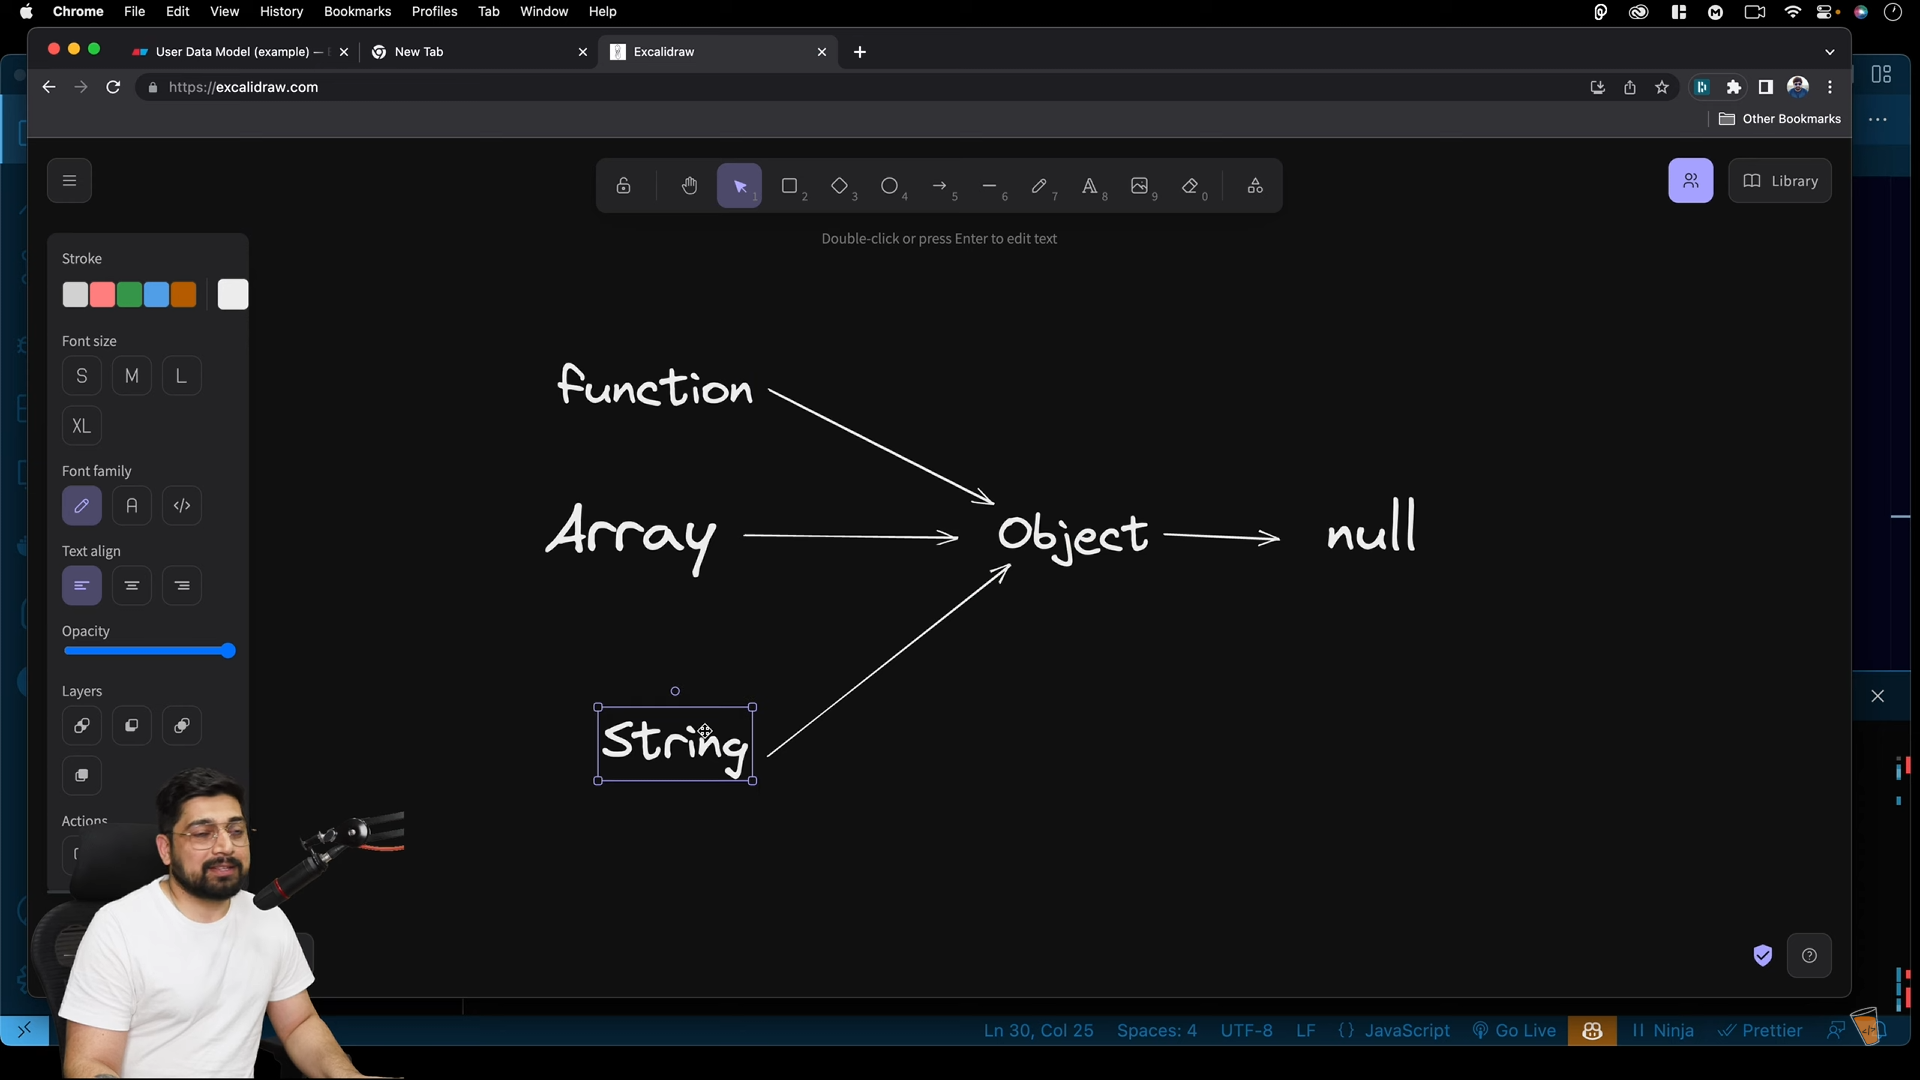 Chrome File Edit View History Bookmarks Profiles Tab Window Help
User Data Model (example) — New Tab Excalidraw
https://excalidraw.com
Other Bookmarks
1 2 3 4 5 6 7 8 9 0
Library
Double-click or press Enter to edit text
Stroke
Font size
S M L
XL
Font family
A </>
Text align
Opacity
Layers
Actions
function
Array Object null
String
Ln 30, Col 25 Spaces: 4 UTF-8 LF {} JavaScript Go Live Ninja Prettier